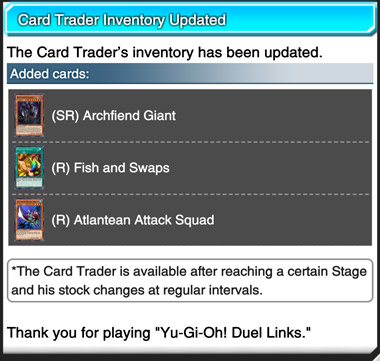 Card Trader Inventory Updated
The Card Trader's inventory has been updated.
Added cards:
(SR) Archfiend Giant
(R) Fish and Swaps
(R) Atlantean Attack Squad
*The Card Trader is available after reaching a certain Stage
and his stock changes at regular intervals.
Thank you for playing "Yu-Gi-Oh! Duel Links."